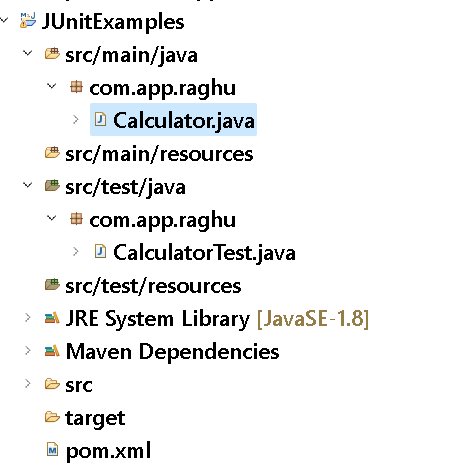 JUnitExamples
src/main/java
com.app.raghu
Calculator.java
src/main/resources
src/test/java
com.app.raghu
CalculatorTest.java
src/test/resources
JRE System Library [JavaSE-1.8]
Maven Dependencies
src
target
pom.xml